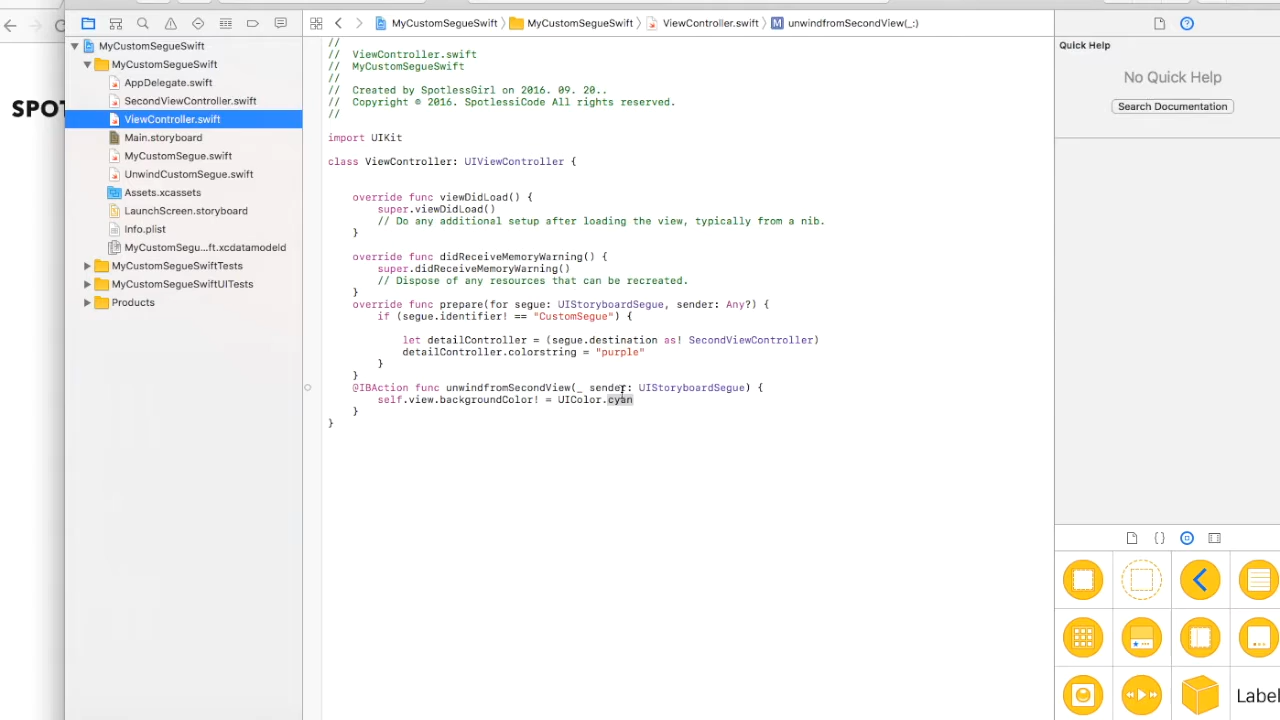 MyCustomSegueSwift
MyCustomSegueSwift
ViewController.swift
unwindfromSecondView(_:)
SPOT
MyCustomSegueSwift
MyCustomSegueSwift
AppDelegate.swift
SecondViewController.swift
ViewController.swift
Main.storyboard
MyCustomSegue.swift
UnwindCustomSegue.swift
Assets.xcassets
LaunchScreen.storyboard
Info.plist
MyCustomSegu...ft.xcdatamodeld
MyCustomSegueSwiftTests
MyCustomSegueSwiftUITests
Products
//
// ViewController.swift
// MyCustomSegueSwift
//
// Created by SpotlessGirl on 2016. 09. 20..
// Copyright © 2016. SpotlessiCode All rights reserved.
//
import UIKit
class ViewController: UIViewController {
override func viewDidLoad() {
super.viewDidLoad()
// Do any additional setup after loading the view, typically from a nib.
}
override func didReceiveMemoryWarning() {
super.didReceiveMemoryWarning()
// Dispose of any resources that can be recreated.
}
override func prepare(for segue: UIStoryboardSegue, sender: Any?) {
if (segue.identifier! == "CustomSegue") {
let detailController = (segue.destination as! SecondViewController)
detailController.colorstring = "purple"
}
}
@IBAction func unwindfromSecondView(_ sender: UIStoryboardSegue) {
self.view.backgroundColor! = UIColor.cyan
}
}
Quick Help
No Quick Help
Search Documentation
{}
Label